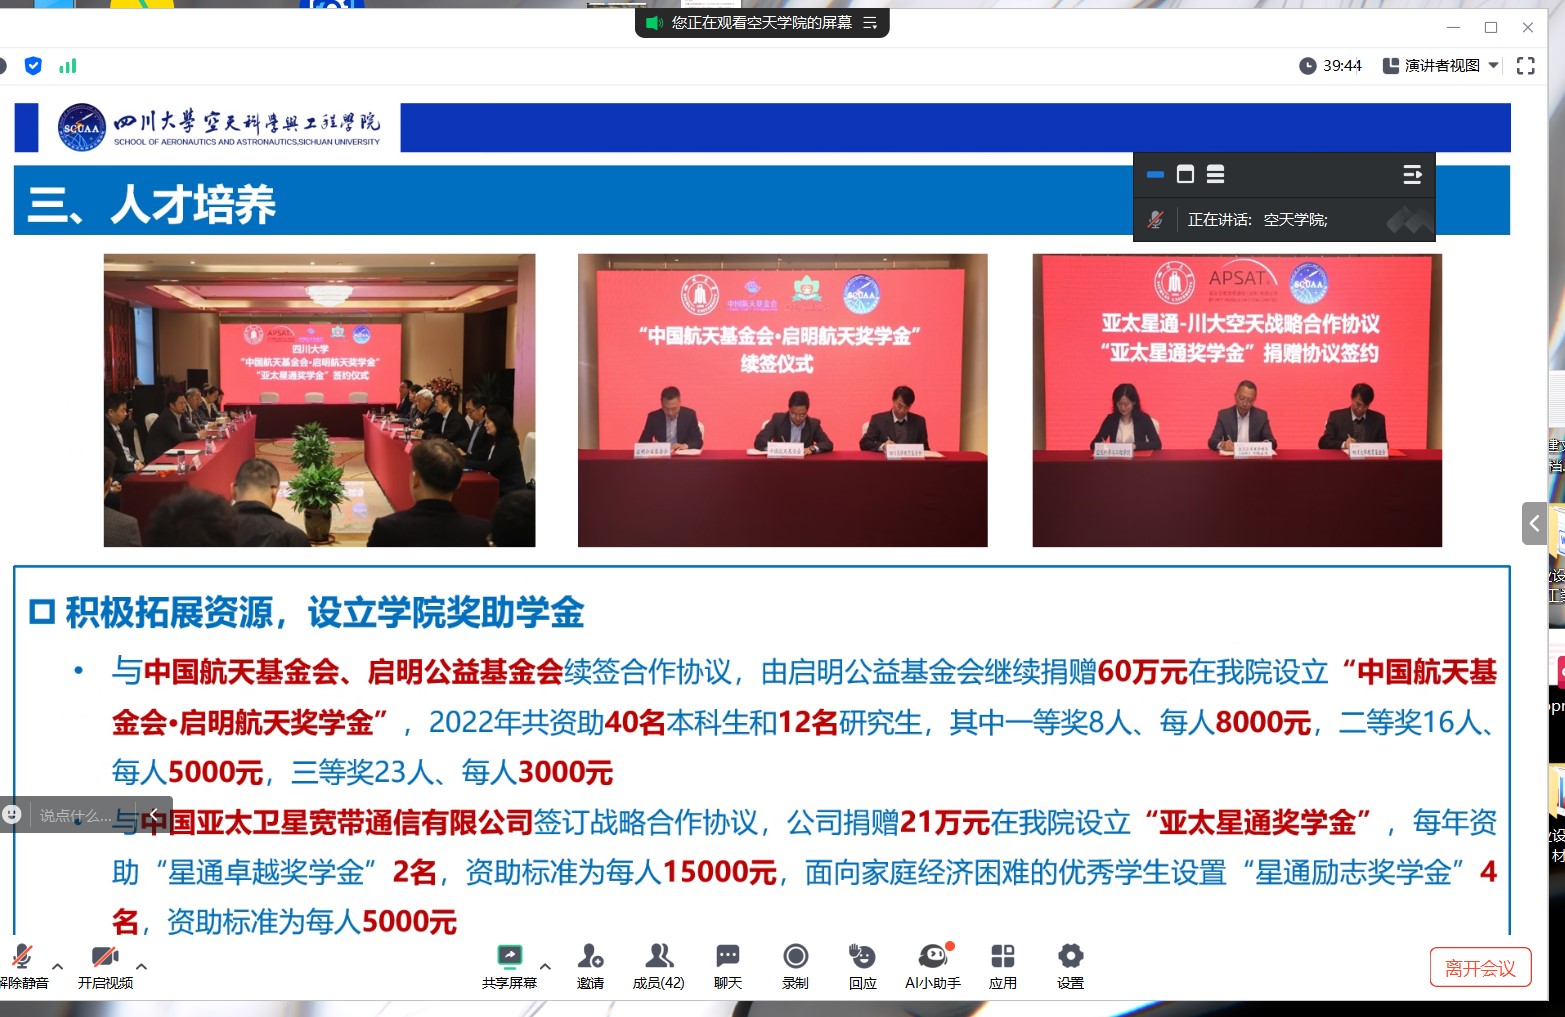 您正在观看空天学院的屏幕
39:44
演讲者视图
SCUAA
四川大學空天科學與工程學院
SCHOOL OF AERONAUTICS AND ASTRONAUTICS,SICHUAN UNIVERSITY
三、人才培养
正在讲话: 空天学院;
四川大学
“中国航天基金会·启明航天奖学金”
“亚太星通奖学金”签约仪式
中国航天基金会
SCUAA
“中国航天基金会·启明航天奖学金”
续签仪式
APSAT
SCUAA
亚太星通-川大空天战略合作协议
“亚太星通奖学金”捐赠协议签约
积极拓展资源，设立学院奖助学金
• 与中国航天基金会、启明公益基金会续签合作协议，由启明公益基金会继续捐赠60万元在我院设立“中国航天基
金会•启明航天奖学金”，2022年共资助40名本科生和12名研究生，其中一等奖8人、每人8000元，二等奖16人、
每人5000元，三等奖23人、每人3000元
• 与中国亚太卫星宽带通信有限公司签订战略合作协议，公司捐赠21万元在我院设立“亚太星通奖学金”，每年资
助“星通卓越奖学金”2名，资助标准为每人15000元，面向家庭经济困难的优秀学生设置“星通励志奖学金”4
名，资助标准为每人5000元
说点什么...
解除静音
开启视频
共享屏幕
邀请
成员(42)
聊天
录制
回应
AI小助手
应用
设置
离开会议